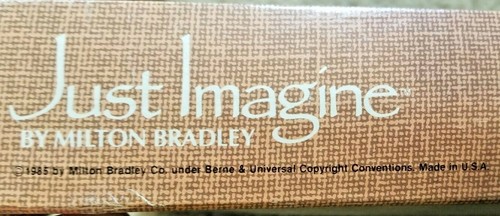 Just Imagine™
BY MILTON BRADLEY
©1985 by Milton Bradley Co. under Berne & Universal Copyright Conventions. Made in U.S.A.